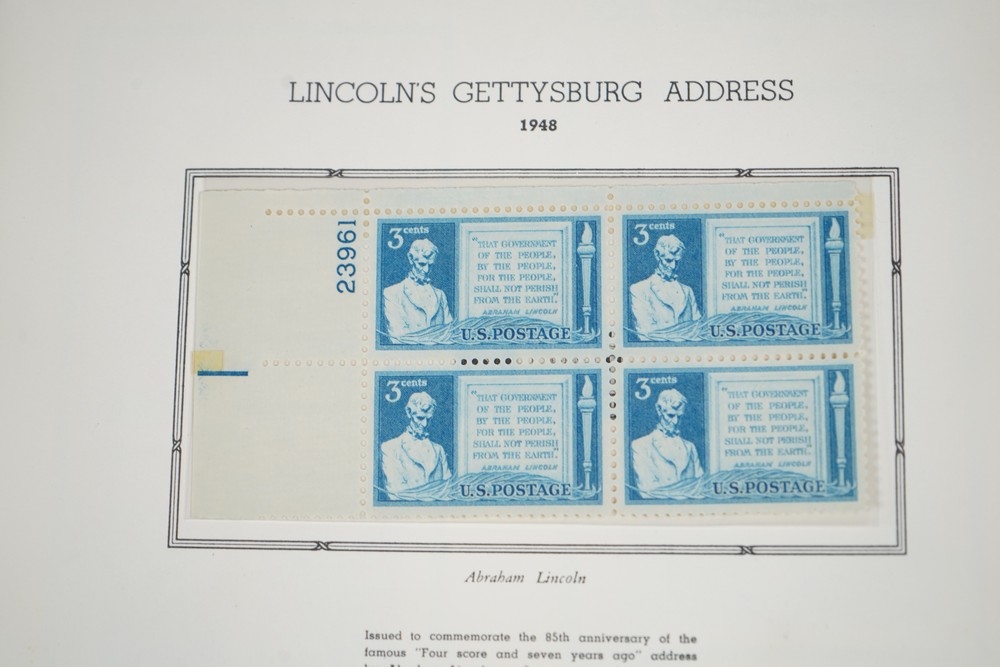 LINCOLN'S GETTYSBURG ADDRESS
1948
23961
3 cents
"THAT GOVERNMENT
OF THE PEOPLE,
BY THE PEOPLE,
FOR THE PEOPLE,
SHALL NOT PERISH
FROM THE EARTH."
ABRAHAM LINCOLN
U.S. POSTAGE
3 cents
"THAT GOVERNMENT
OF THE PEOPLE,
BY THE PEOPLE,
FOR THE PEOPLE,
SHALL NOT PERISH
FROM THE EARTH."
ABRAHAM LINCOLN
U.S. POSTAGE
3 cents
"THAT GOVERNMENT
OF THE PEOPLE,
BY THE PEOPLE,
FOR THE PEOPLE,
SHALL NOT PERISH
FROM THE EARTH."
ABRAHAM LINCOLN
U.S. POSTAGE
3 cents
"THAT GOVERNMENT
OF THE PEOPLE,
BY THE PEOPLE,
FOR THE PEOPLE,
SHALL NOT PERISH
FROM THE EARTH."
ABRAHAM LINCOLN
U.S. POSTAGE
Abraham Lincoln
Issued to commemorate the 85th anniversary of the
famous "Four score and seven years ago" address